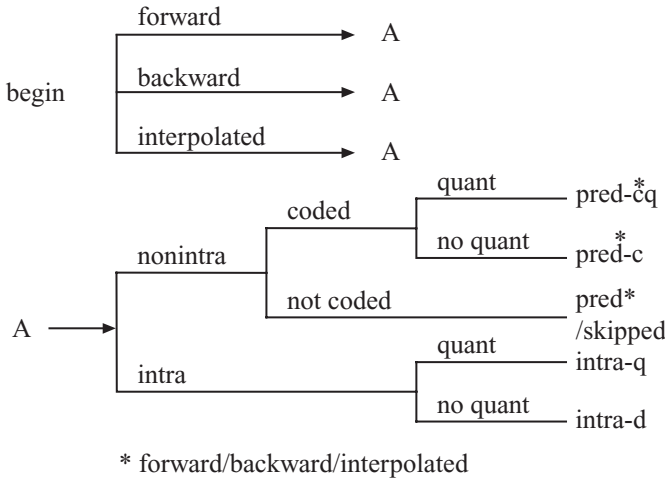 forward
A
begin
backward
A
interpolated
A
quant
pred-cq*
coded
no quant
pred-c*
nonintra
not coded
pred*
/skipped
A
quant
intra-q
intra
no quant
intra-d
* forward/backward/interpolated